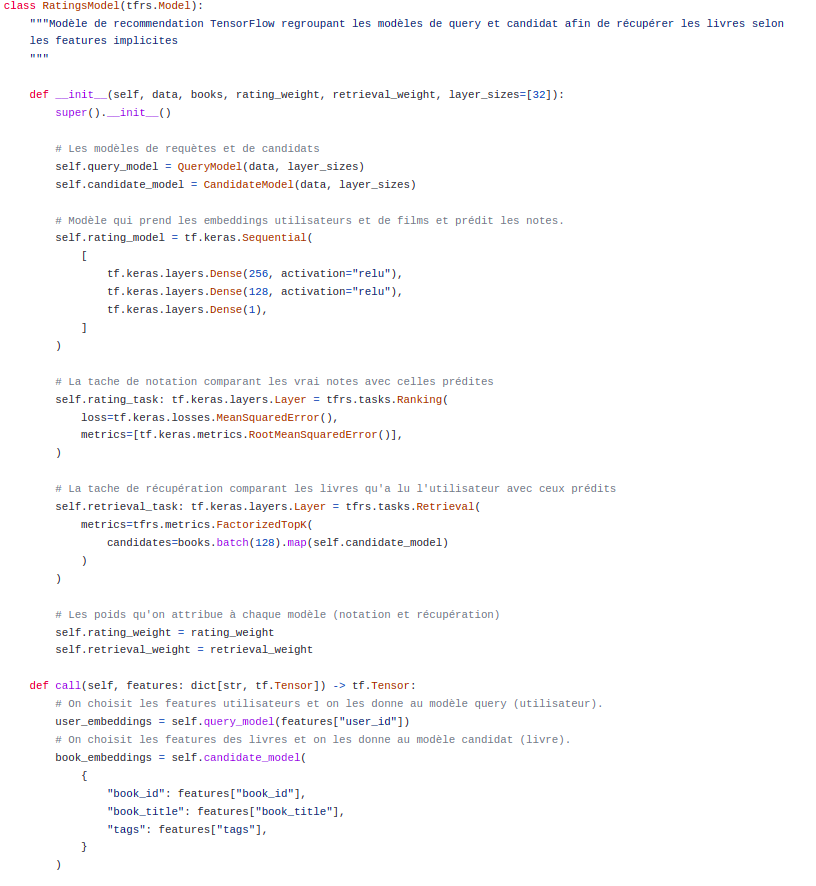 class RatingsModel(tfrs.Model):
    """Modèle de recommandation TensorFlow regroupant les modèles de query et candidat afin de récupérer les livres selon
    les features implicites
    """

    def __init__(self, data, books, rating_weight, retrieval_weight, layer_sizes=[32]):
        super().__init__()

        # Les modèles de requètes et de candidats
        self.query_model = QueryModel(data, layer_sizes)
        self.candidate_model = CandidateModel(data, layer_sizes)

        # Modèle qui prend les embeddings utilisateurs et de films et prédit les notes.
        self.rating_model = tf.keras.Sequential(
            [
                tf.keras.layers.Dense(256, activation="relu"),
                tf.keras.layers.Dense(128, activation="relu"),
                tf.keras.layers.Dense(1),
            ]
        )

        # La tache de notation comparant les vrai notes avec celles prédites
        self.rating_task: tf.keras.layers.Layer = tfrs.tasks.Ranking(
            loss=tf.keras.losses.MeanSquaredError(),
            metrics=[tf.keras.metrics.RootMeanSquaredError()],
        )

        # La tache de récupération comparant les livres qu'a lu l'utilisateur avec ceux prédits
        self.retrieval_task: tf.keras.layers.Layer = tfrs.tasks.Retrieval(
            metrics=tfrs.metrics.FactorizedTopK(
                candidates=books.batch(128).map(self.candidate_model)
            )
        )

        # Les poids qu'on attribue à chaque modèle (notation et récupération)
        self.rating_weight = rating_weight
        self.retrieval_weight = retrieval_weight

    def call(self, features: dict[str, tf.Tensor]) -> tf.Tensor:
        # On choisit les features utilisateurs et on les donne au modèle query (utilisateur).
        user_embeddings = self.query_model(features["user_id"])
        # On choisit les features des livres et on les donne au modèle candidat (livre).
        book_embeddings = self.candidate_model(
            {
                "book_id": features["book_id"],
                "book_title": features["book_title"],
                "tags": features["tags"],
            }
        )